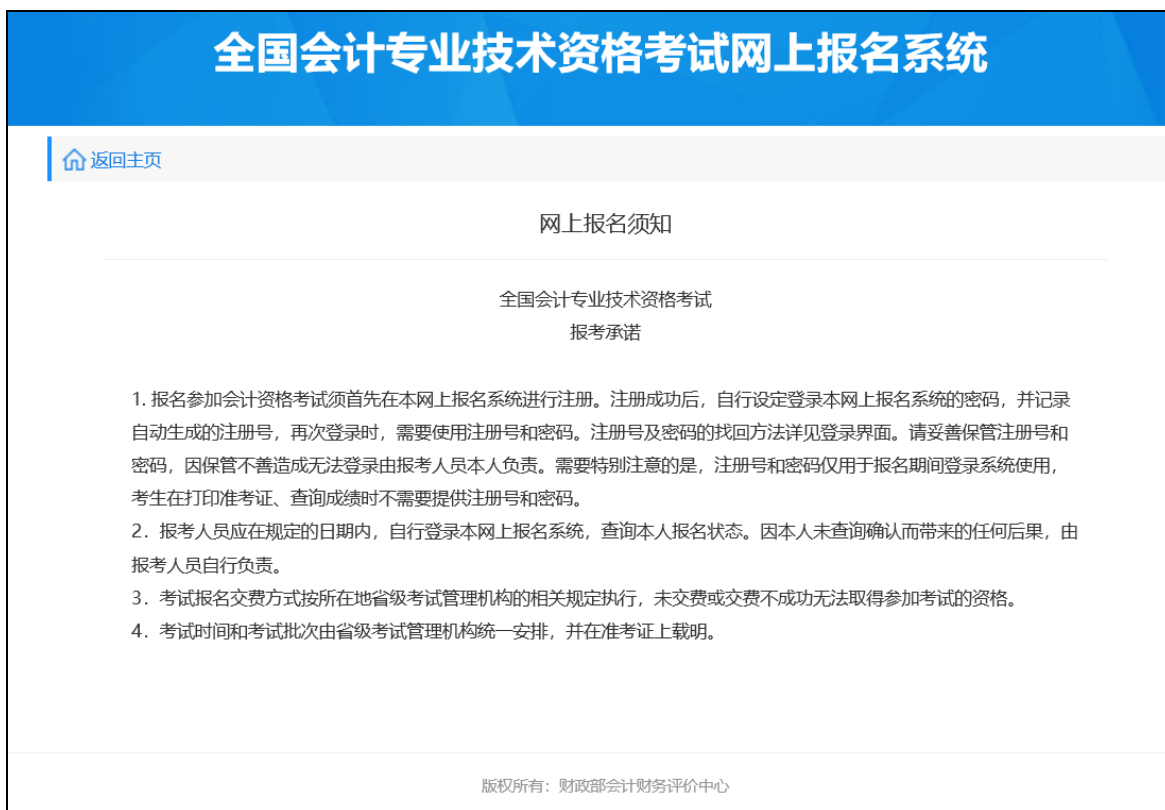 全国会计专业技术资格考试网上报名系统
返回主页
网上报名须知
全国会计专业技术资格考试
报考承诺
1. 报名参加会计资格考试须首先在本网上报名系统进行注册。注册成功后，自行设定登录本网上报名系统的密码，并记录
自动生成的注册号，再次登录时，需要使用注册号和密码。注册号及密码的找回方法详见登录界面。请妥善保管注册号和
密码，因保管不善造成无法登录由报考人员本人负责。需要特别注意的是，注册号和密码仅用于报名期间登录系统使用，
考生在打印准考证、查询成绩时不需要提供注册号和密码。
2．报考人员应在规定的日期内，自行登录本网上报名系统，查询本人报名状态。因本人未查询确认而带来的任何后果，由
报考人员自行负责。
3．考试报名交费方式按所在地省级考试管理机构的相关规定执行，未交费或交费不成功无法取得参加考试的资格。
4．考试时间和考试批次由省级考试管理机构统一安排，并在准考证上载明。
版权所有：财政部会计财务评价中心